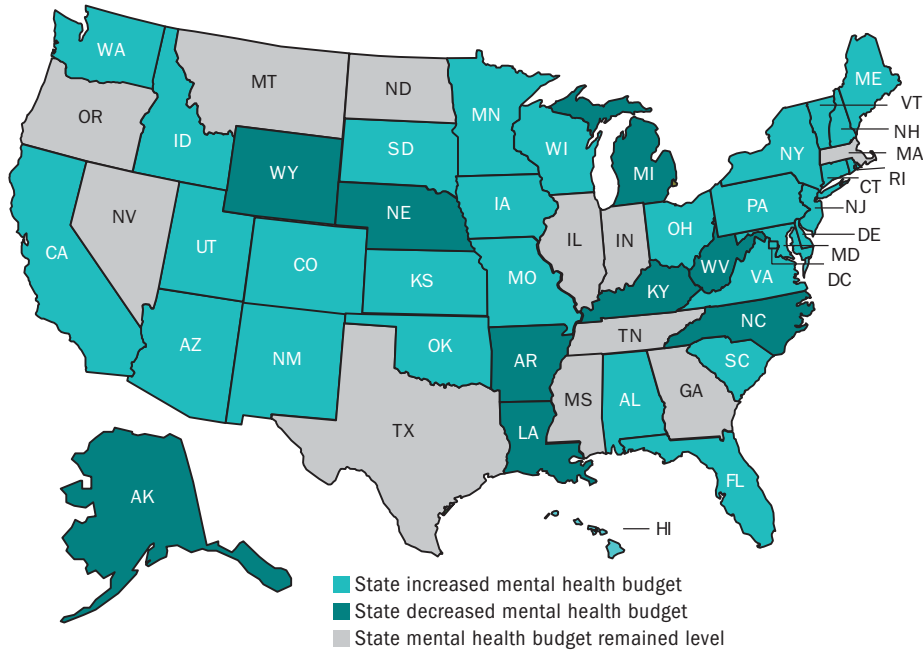 WA
MT
ND
MN
ME
VT
OR
ID
SD
WI
NH
MA
WY
MI
NY
RI
CT
NE
IA
PA
NJ
NV
IL
IN
OH
DE
MD
CA
UT
CO
KS
MO
WV
VA
DC
KY
NC
TN
AZ
NM
OK
AR
SC
MS
AL
GA
TX
LA
FL
AK
HI
State increased mental health budget
State decreased mental health budget
State mental health budget remained level